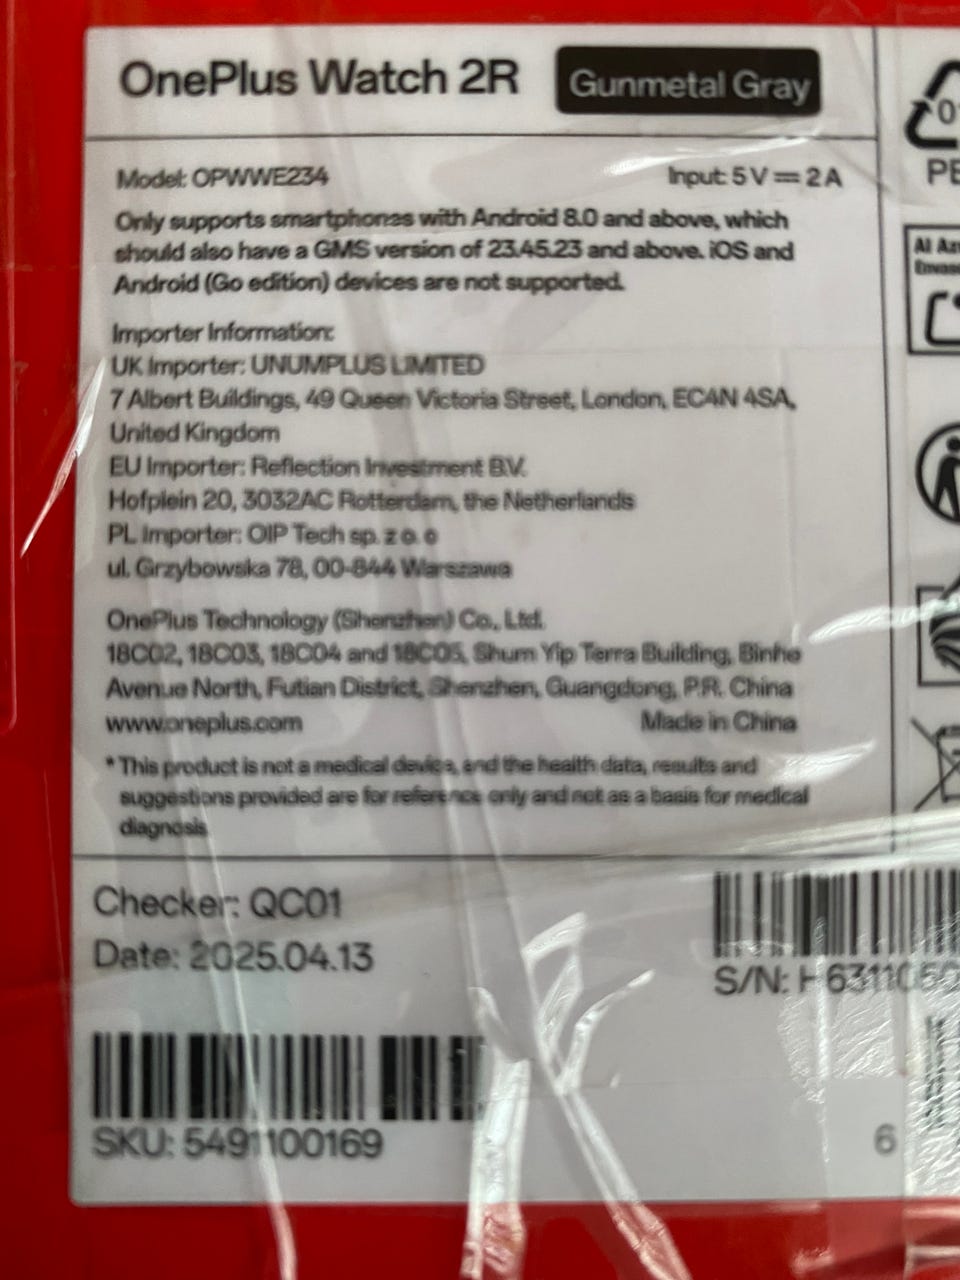 OnePlus Watch 2R
Gunmetal Gray
Model: OPWWE234
Input: 5 V ⎓ 2 A
Only supports smartphones with Android 8.0 and above, which
should also have a GMS version of 23.45.23 and above. iOS and
Android (Go edition) devices are not supported.
Importer Information:
UK Importer: UNUMPLUS LIMITED
7 Albert Buildings, 49 Queen Victoria Street, London, EC4N 4SA,
United Kingdom
EU Importer: Reflection Investment B.V.
Hofplein 20, 3032AC Rotterdam, the Netherlands
PL Importer: OIP Tech sp. z o. o
ul. Grzybowska 78, 00-844 Warszawa
OnePlus Technology (Shenzhen) Co., Ltd.
18C02, 18C03, 18C04 and 18C05, Shum Yip Terra Building, Binhe
Avenue North, Futian District, Shenzhen, Guangdong, P.R. China
www.oneplus.com
Made in China
* This product is not a medical device, and the health data, results and
suggestions provided are for reference only and not as a basis for medical
diagnosis.
Checker: QC01
Date: 2025.04.13
S/N:
SKU: 5491100169
6
Al